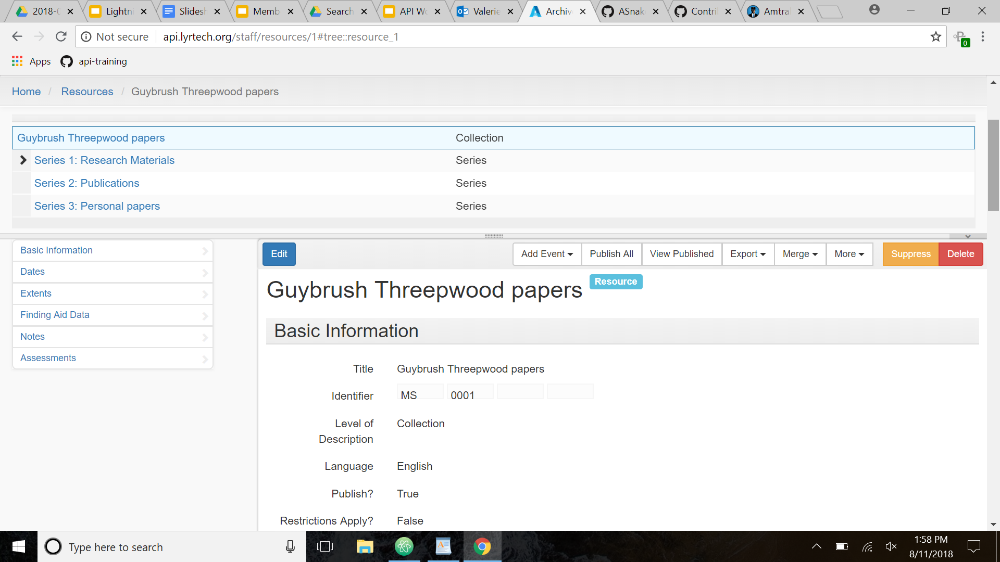 2018-0
Lightni
Slidesh
Memb
Search
API Wo
Valerie
Archiv
ASnak
Contri
Amtra
Not secure
api.lyrtech.org/staff/resources/1#tree::resource_1
0
Apps
api-training
Home / Resources / Guybrush Threepwood papers
Guybrush Threepwood papers Collection
Series 1: Research Materials Series
Series 2: Publications Series
Series 3: Personal papers Series
Basic Information
Dates
Extents
Finding Aid Data
Notes
Assessments
Edit
Add Event
Publish All
View Published
Export
Merge
More
Suppress
Delete
Guybrush Threepwood papers Resource
Basic Information
Title Guybrush Threepwood papers
Identifier MS 0001
Level of
Description
Collection
Language English
Publish? True
Restrictions Apply? False
Type here to search
1:58 PM
8/11/2018